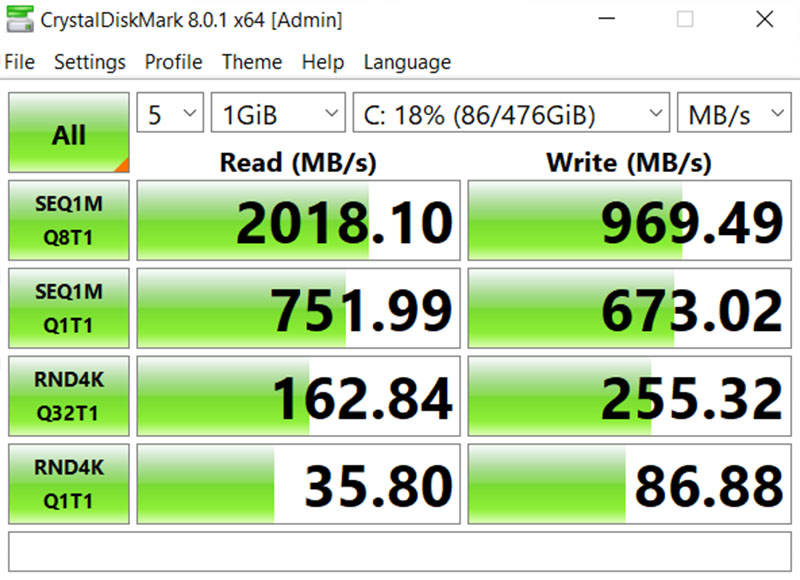 CrystalDiskMark 8.0.1 x64 [Admin]
File Settings Profile Theme Help Language
All
5
1GiB
C: 18% (86/476GiB)
MB/s
Read (MB/s)
Write (MB/s)
SEQ1M
Q8T1
2018.10
969.49
SEQ1M
Q1T1
751.99
673.02
RND4K
Q32T1
162.84
255.32
RND4K
Q1T1
35.80
86.88